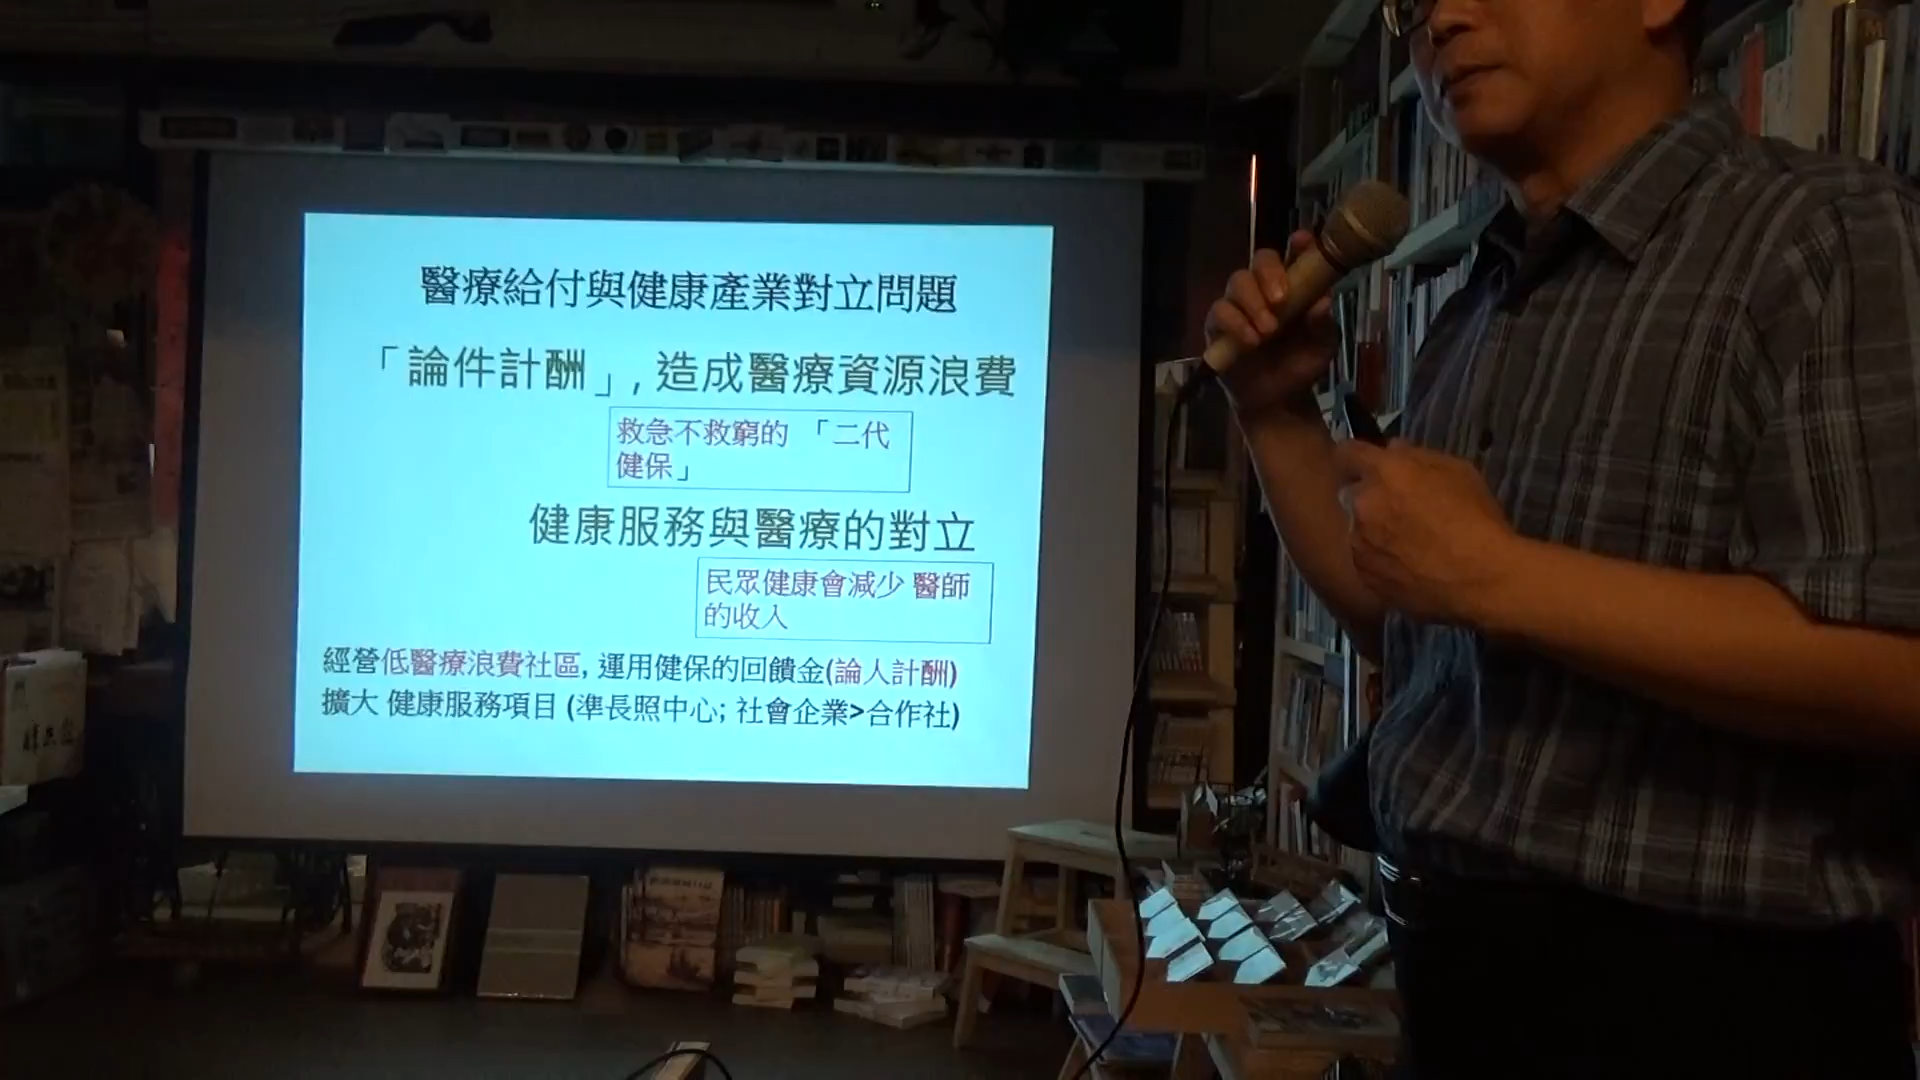 醫療給付與健康產業對立問題
「論件計酬」, 造成醫療資源浪費
救急不救窮的 「二代
健保」
健康服務與醫療的對立
民眾健康會減少 醫師
的收入
經營低醫療浪費社區, 運用健保的回饋金(論人計酬)
擴大 健康服務項目 (準長照中心; 社會企業>合作社)